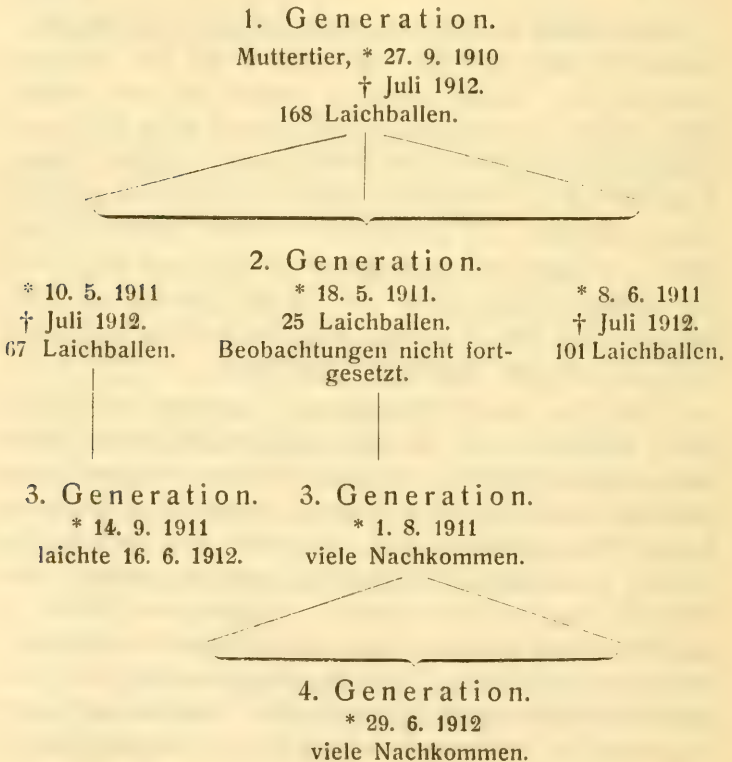 1. Generation.
Muttertier, * 27. 9. 1910
† Juli 1912.
168 Laichballen.
2. Generation.
* 10. 5. 1911
† Juli 1912.
67 Laichballen.
* 18. 5. 1911.
25 Laichballen.
Beobachtungen nicht fort-
gesetzt.
* 8. 6. 1911
† Juli 1912.
101 Laichballen.
3. Generation.
* 14. 9. 1911
laichte 16. 6. 1912.
3. Generation.
* 1. 8. 1911
viele Nachkommen.
4. Generation.
* 29. 6. 1912
viele Nachkommen.